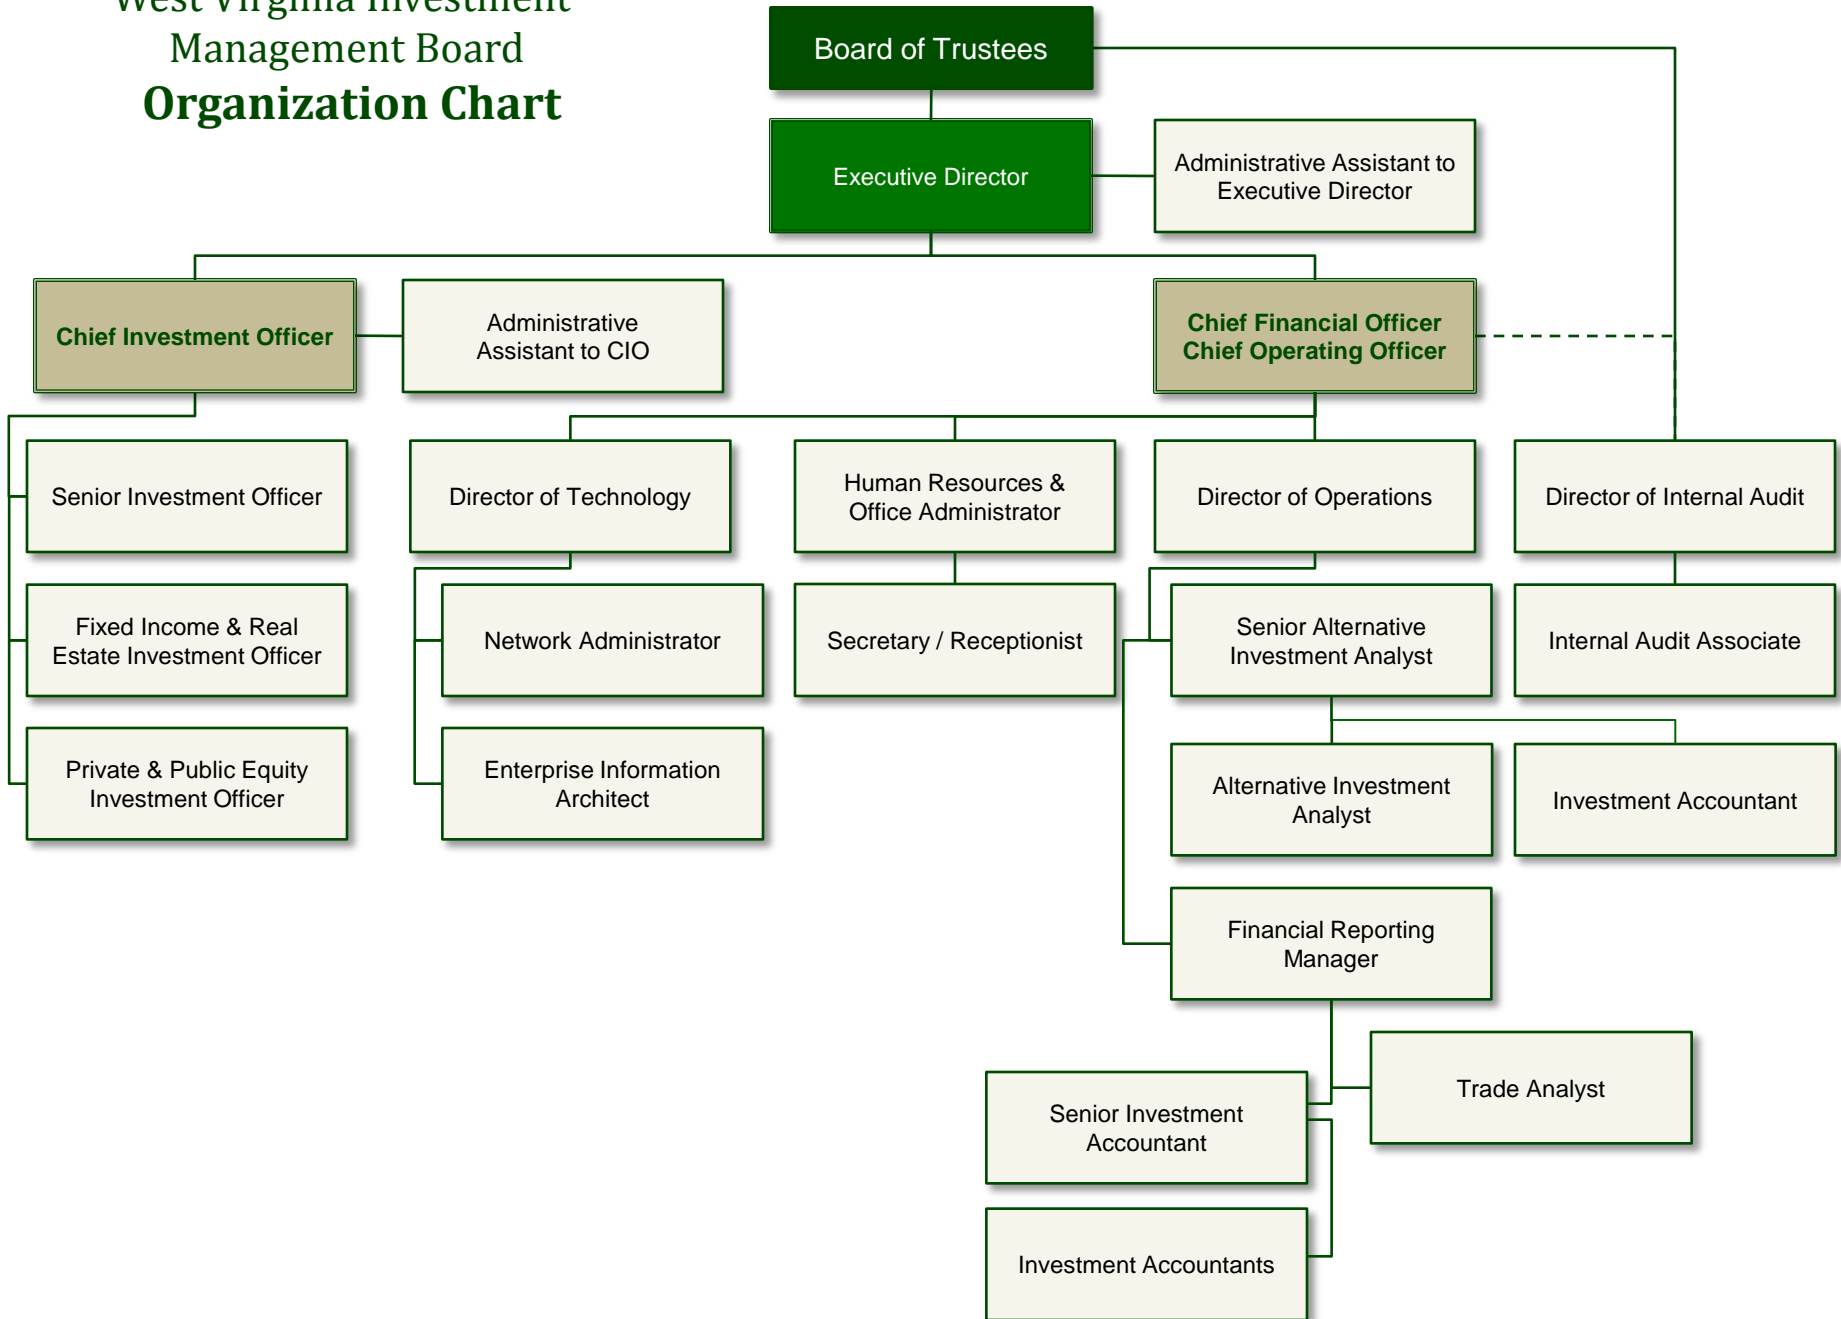 West Virginia Investment
Management Board
Organization Chart
Board of Trustees
Executive Director
Administrative Assistant to
Executive Director
Chief Investment Officer
Administrative
Assistant to CIO
Chief Financial Officer
Chief Operating Officer
Senior Investment Officer
Director of Technology
Human Resources &
Office Administrator
Director of Operations
Director of Internal Audit
Fixed Income & Real
Estate Investment Officer
Network Administrator
Secretary / Receptionist
Senior Alternative
Investment Analyst
Internal Audit Associate
Private & Public Equity
Investment Officer
Enterprise Information
Architect
Alternative Investment
Analyst
Investment Accountant
Financial Reporting
Manager
Trade Analyst
Senior Investment
Accountant
Investment Accountants